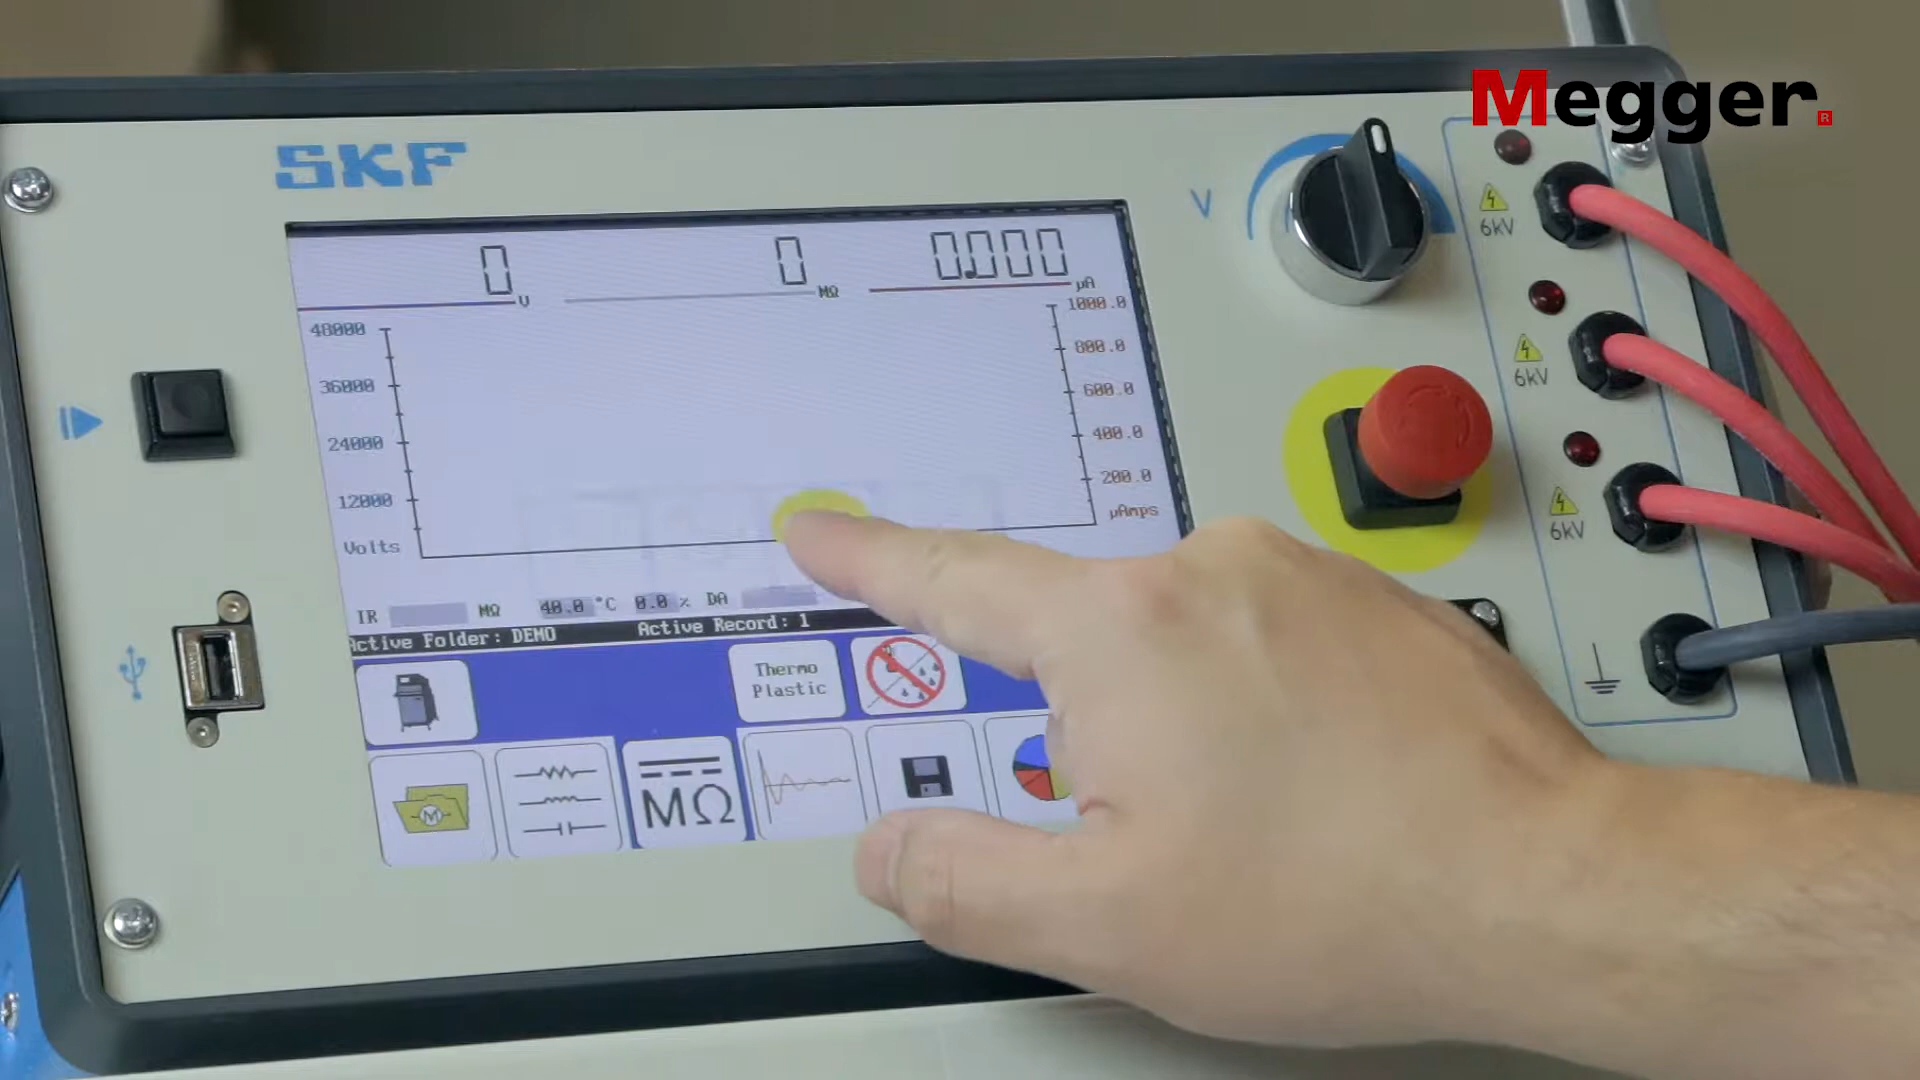 Megger
SKF
V
0 V
0 MΩ
0.000 µA
48000
36000
24000
12000
Volts
1000.0
800.0
600.0
400.0
200.0
µAmps
IR MΩ 40.0 °C 0.0 % DA
Active Folder: DEMO Active Record: 1
Thermo
Plastic
M
MΩ
6kV
6kV
6kV